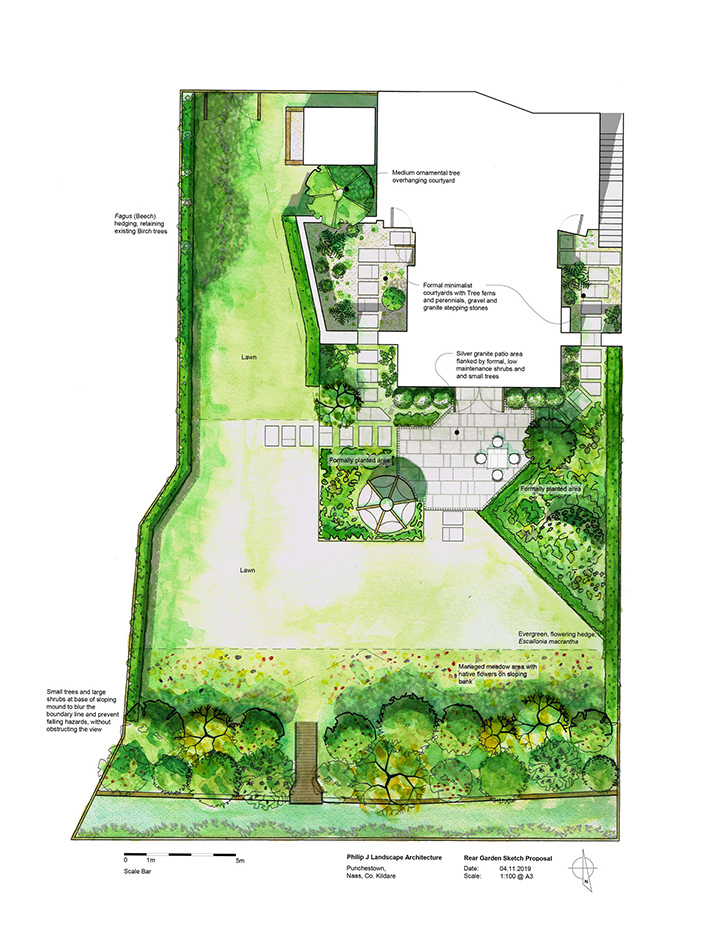 Medium ornamental tree
overhanging courtyard
Fagus (Beech)
hedging, retaining
existing Birch trees
Formal minimalist
courtyards with Tree ferns
and perennials, gravel and
granite stepping stones
Lawn
Silver granite patio area
flanked by formal, low
maintenance shrubs and
and small trees
Formally planted area
Formally planted area
Lawn
Evergreen, flowering hedge,
Escallonia macrantha
Managed meadow area with
native flowers on sloping
bank
Small trees and large
shrubs at base of sloping
mound to blur the
boundary line and prevent
falling hazards, without
obstructing the view
0 1m 5m
Scale Bar
Philip J Landscape Architecture
Punchestown,
Naas, Co. Kildare
Rear Garden Sketch Proposal
Date: 04.11.2019
Scale: 1:100 @ A3
N